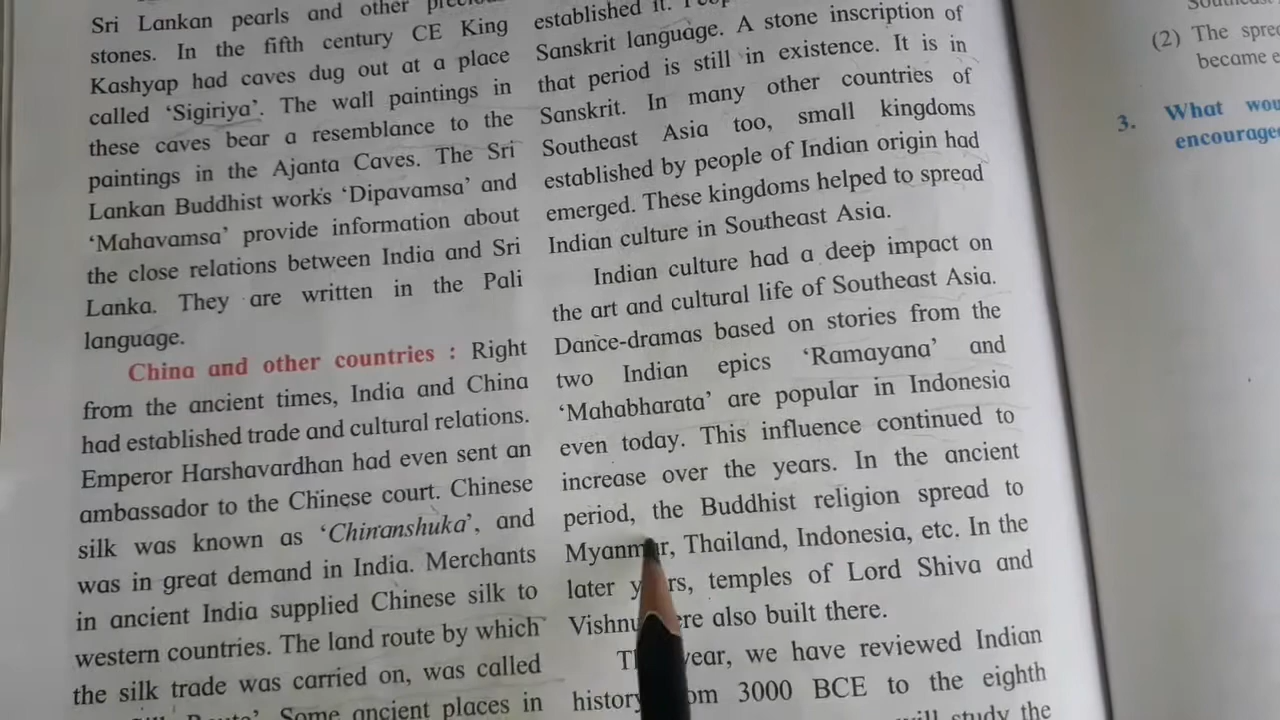 Sri Lankan pearls and other
stones. In the fifth century CE King
Kashyap had caves dug out at a place
called ‘Sigiriya’. The wall paintings in
these caves bear a resemblance to the
paintings in the Ajanta Caves. The Sri
Lankan Buddhist works ‘Dipavamsa’ and
‘Mahavamsa’ provide information about
the close relations between India and Sri
Lanka. They are written in the Pali
language.
China and other countries : Right
from the ancient times, India and China
had established trade and cultural relations.
Emperor Harshavardhan had even sent an
ambassador to the Chinese court. Chinese
silk was known as ‘Chinanshuka’, and
was in great demand in India. Merchants
in ancient India supplied Chinese silk to
western countries. The land route by which
the silk trade was carried on, was called
Some ancient places in
established it.
Sanskrit language. A stone inscription of
that period is still in existence. It is in
Sanskrit. In many other countries of
Southeast Asia too, small kingdoms
established by people of Indian origin had
emerged. These kingdoms helped to spread
Indian culture in Southeast Asia.
Indian culture had a deep impact on
the art and cultural life of Southeast Asia.
Dance-dramas based on stories from the
two Indian epics ‘Ramayana’ and
‘Mahabharata’ are popular in Indonesia
even today. This influence continued to
increase over the years. In the ancient
period, the Buddhist religion spread to
Myanmar, Thailand, Indonesia, etc. In the
later years, temples of Lord Shiva and
Vishnu were also built there.
year, we have reviewed Indian
history from 3000 BCE to the eighth
study the
(2) The
became
3. What